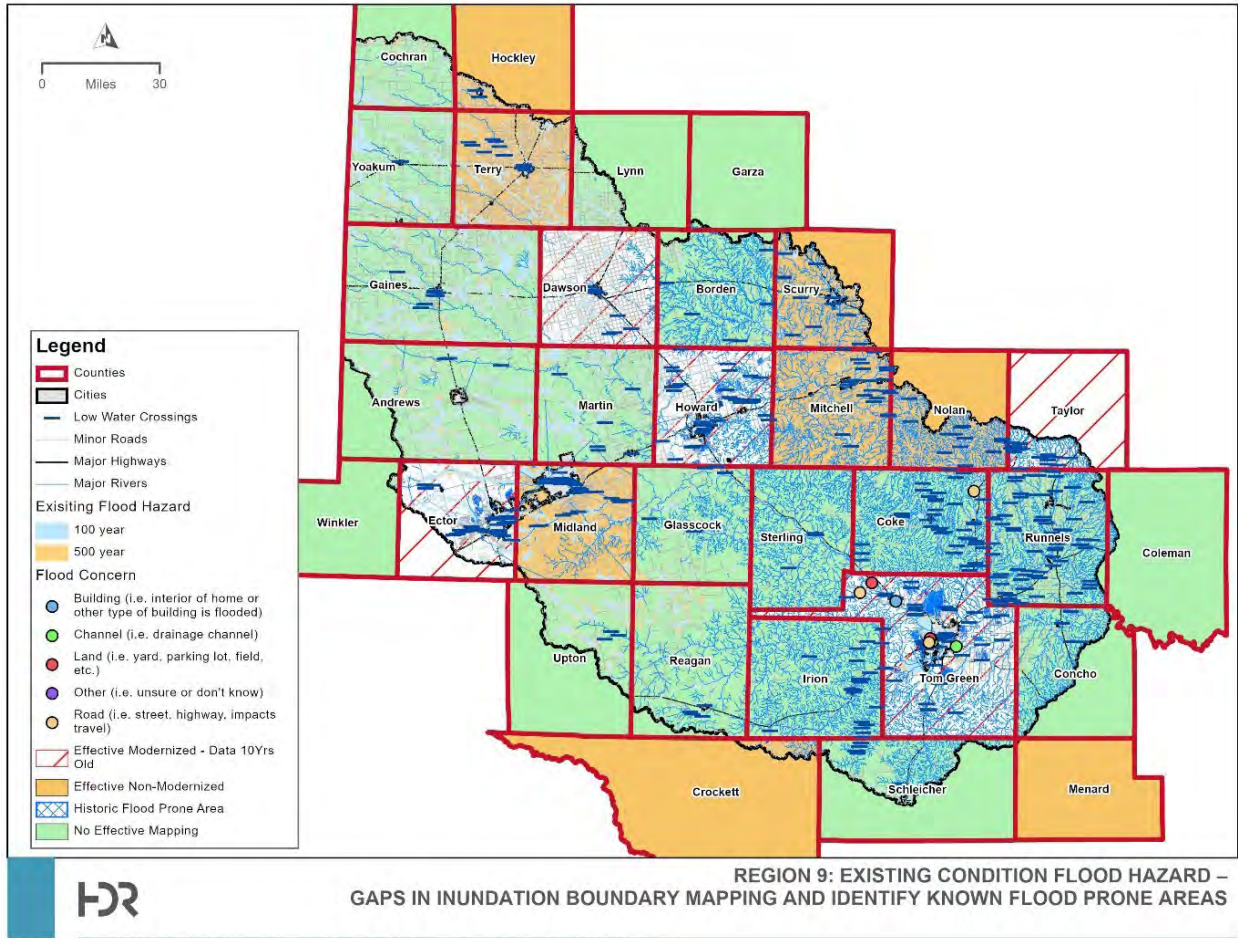 Cochran
Hockley
0 Miles 30
Yoakum
Terry
Lynn
Garza
Gaines
Dawson
Borden
Scurry
Andrews
Martin
Howard
Mitchell
Nolan
Taylor
Winkler
Ector
Midland
Glasscock
Sterling
Coke
Runnels
Coleman
Upton
Reagan
Irion
Tom Green
Concho
Crockett
Schleicher
Menard
Legend
Counties
Cities
Low Water Crossings
Minor Roads
Major Highways
Major Rivers
Exisiting Flood Hazard
100 year
500 year
Flood Concern
Building (i.e. interior of home or
other type of building is flooded)
Channel (i.e. drainage channel)
Land (i.e. yard, parking lot, field,
etc.)
Other (i.e. unsure or don't know)
Road (i.e. street, highway, impacts
travel)
Effective Modernized - Data 10Yrs
Old
Effective Non-Modernized
Historic Flood Prone Area
No Effective Mapping
HDR
REGION 9: EXISTING CONDITION FLOOD HAZARD –
GAPS IN INUNDATION BOUNDARY MAPPING AND IDENTIFY KNOWN FLOOD PRONE AREAS